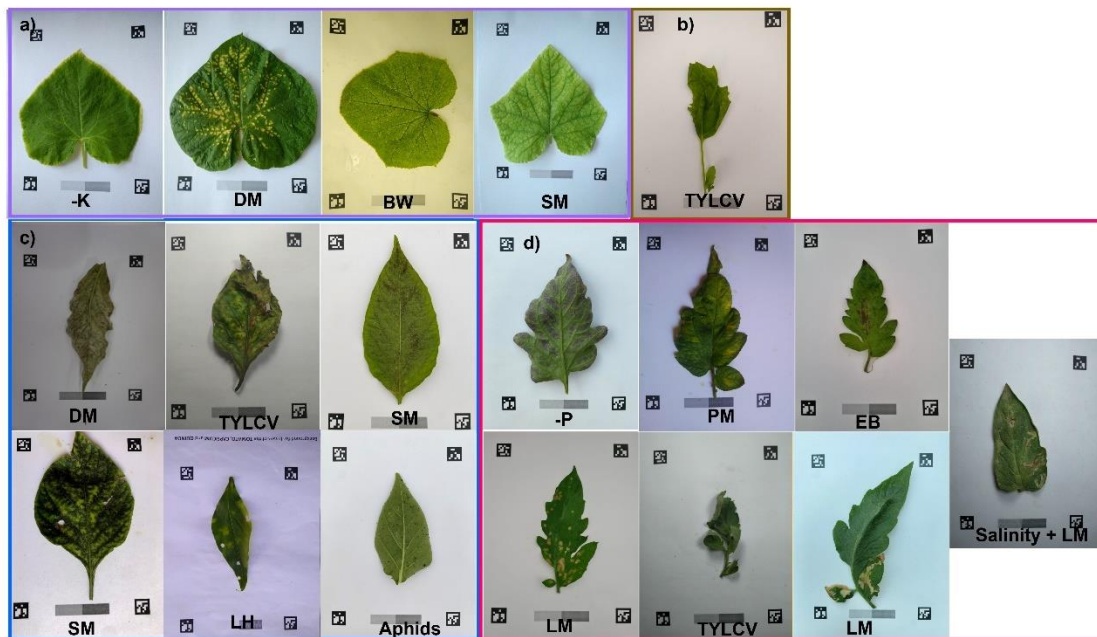 a)
b)
-K
DM
BW
SM
TYLCV
c)
d)
DM
TYLCV
SM
-P
PM
EB
Salinity + LM
SM
LH
Aphids
LM
TYLCV
LM